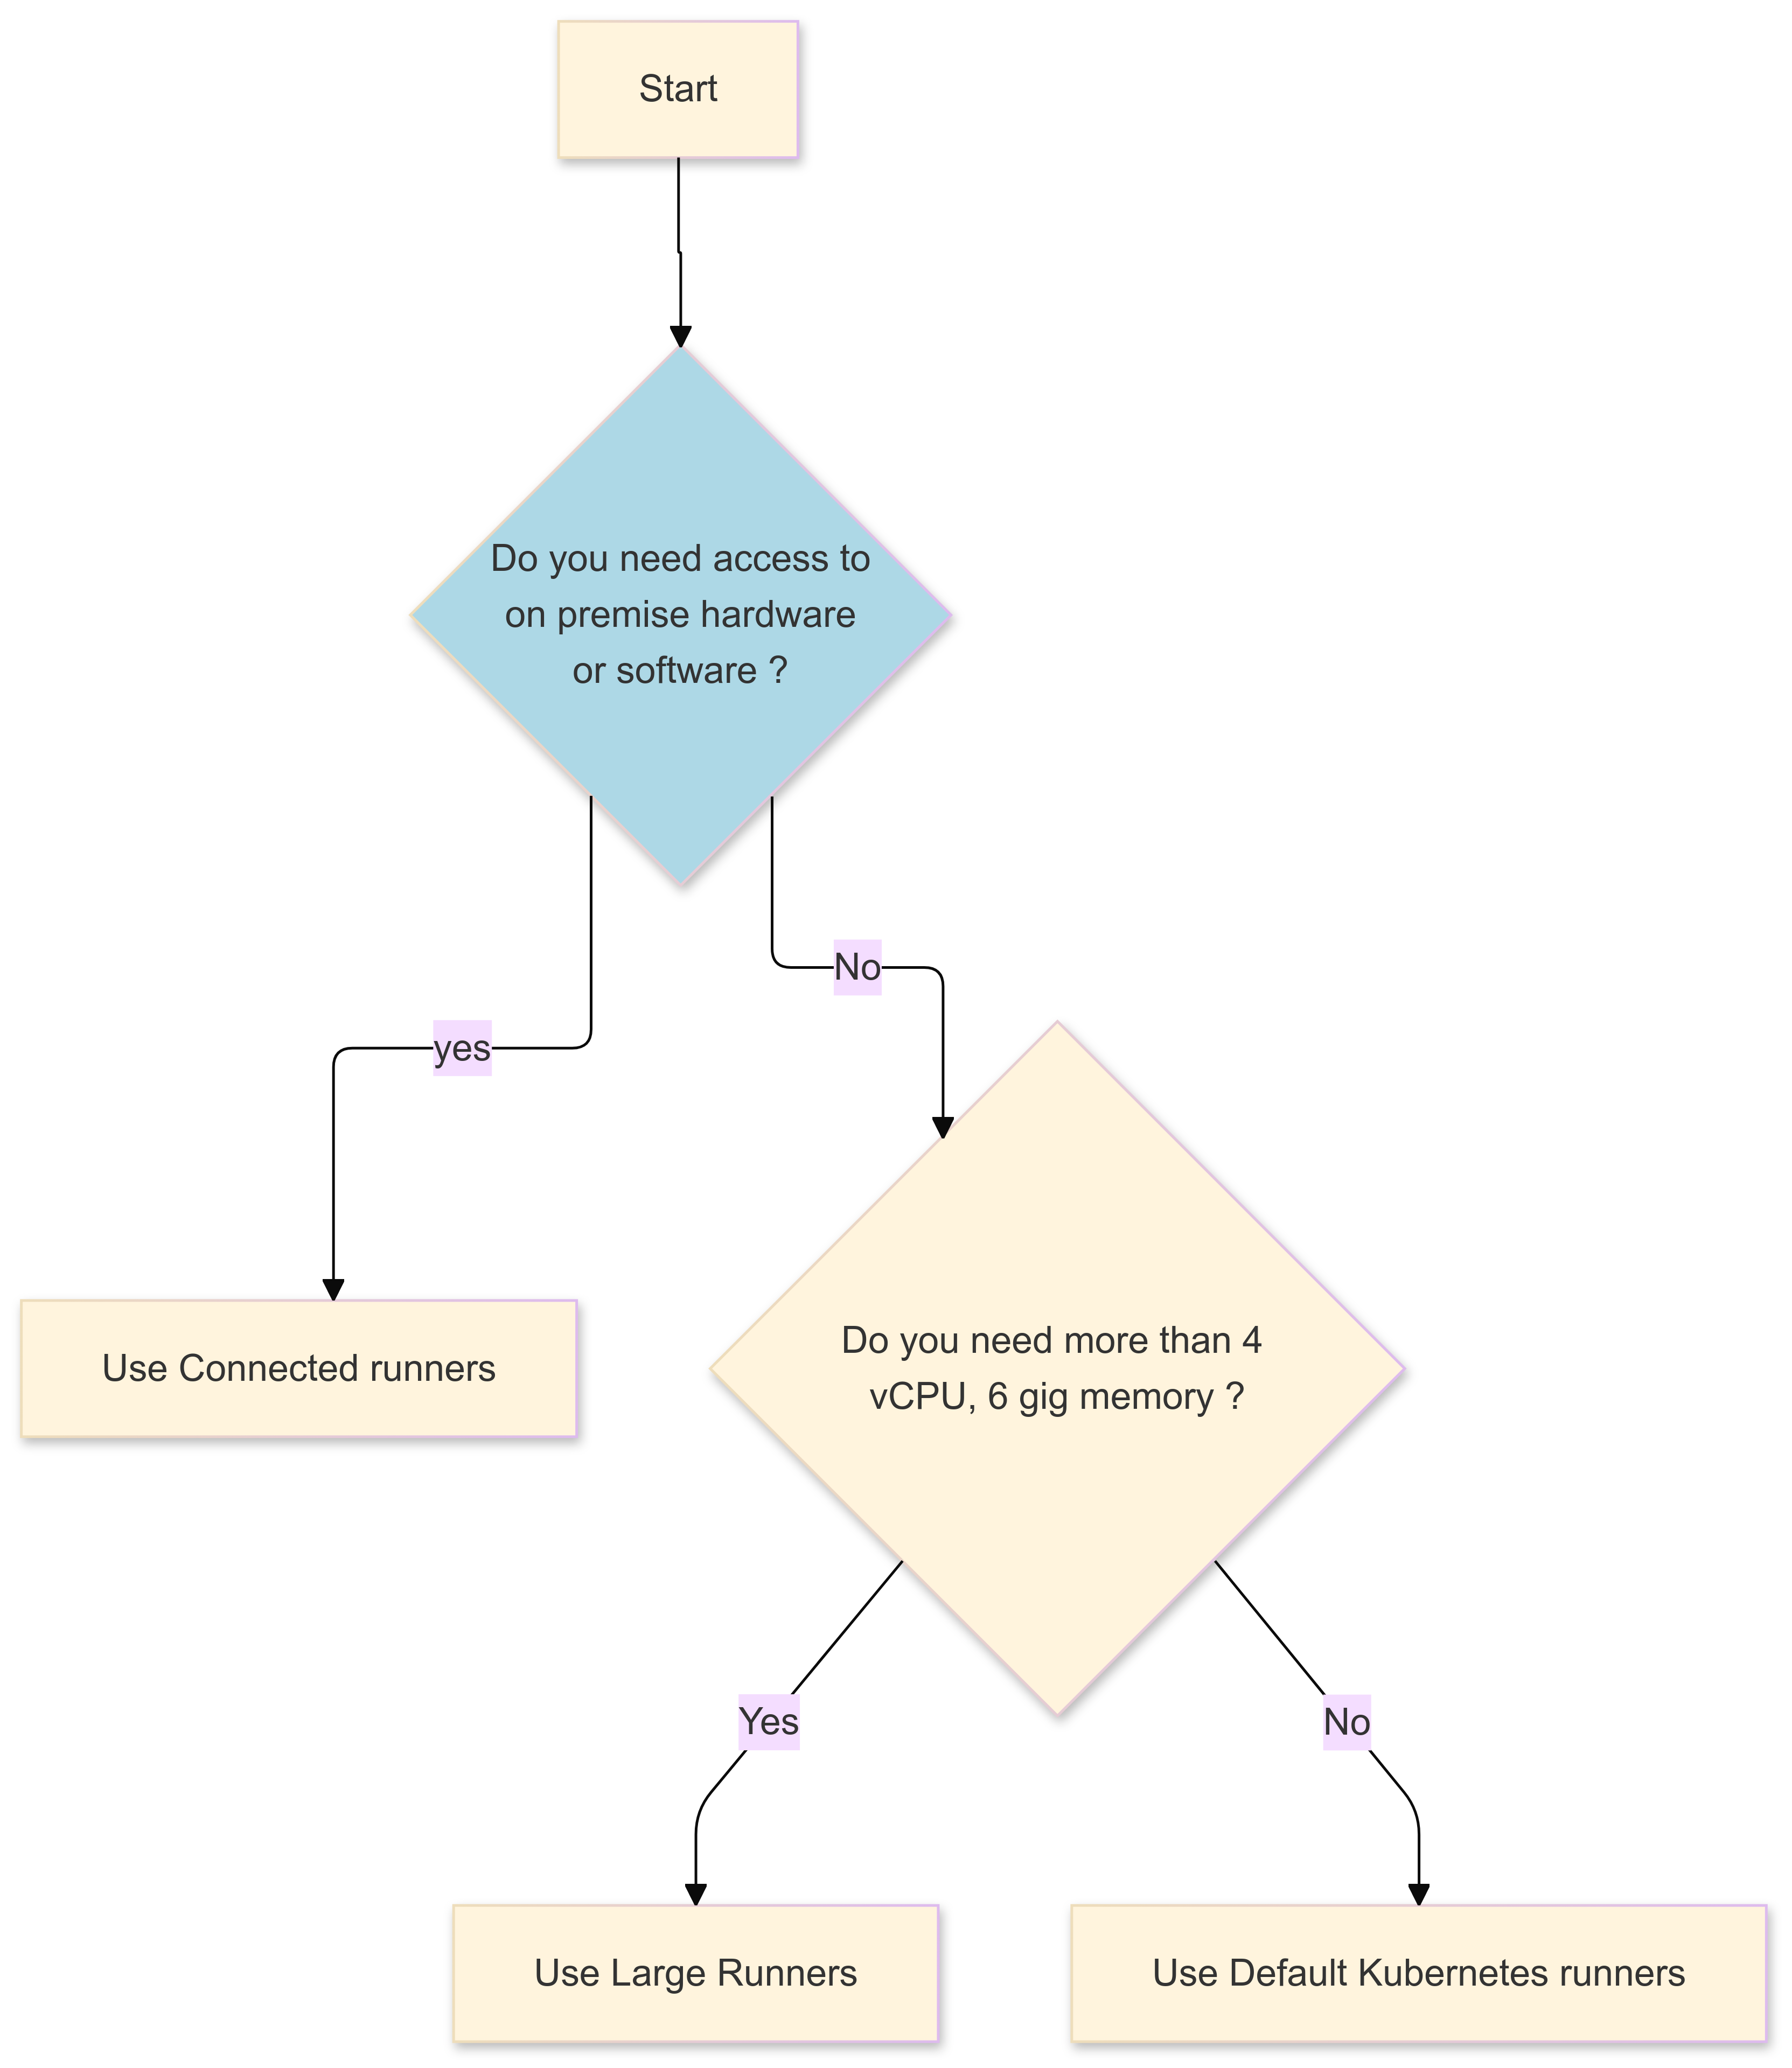 Start
Do you need access to
on premise hardware
or software ?
No
yes
Do you need more than 4
vCPU, 6 gig memory ?
Use Connected runners
Yes
No
Use Large Runners
Use Default Kubernetes runners